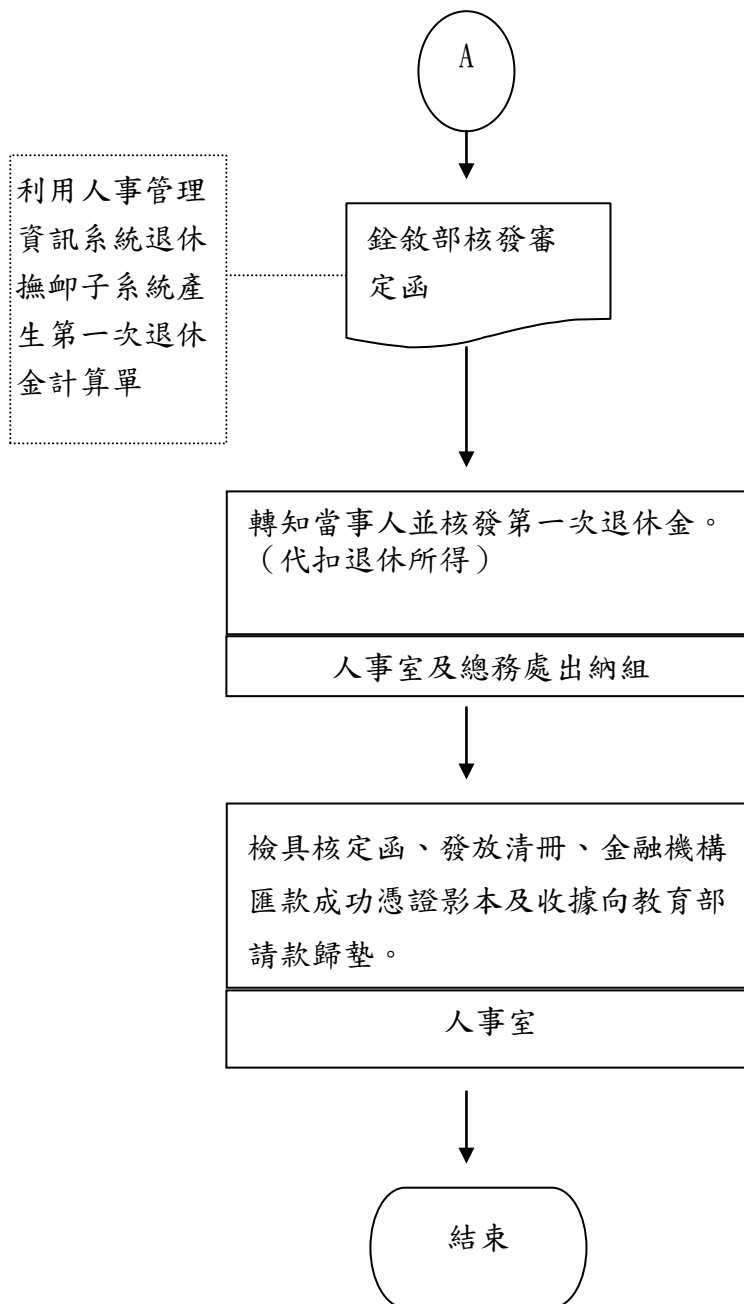 A
利用人事管理
資訊系統退休
撫卹子系統產
生第一次退休
金計算單
銓敘部核發審
定函
轉知當事人並核發第一次退休金。
（代扣退休所得）
人事室及總務處出納組
檢具核定函、發放清冊、金融機構
匯款成功憑證影本及收據向教育部
請款歸墊。
人事室
結束